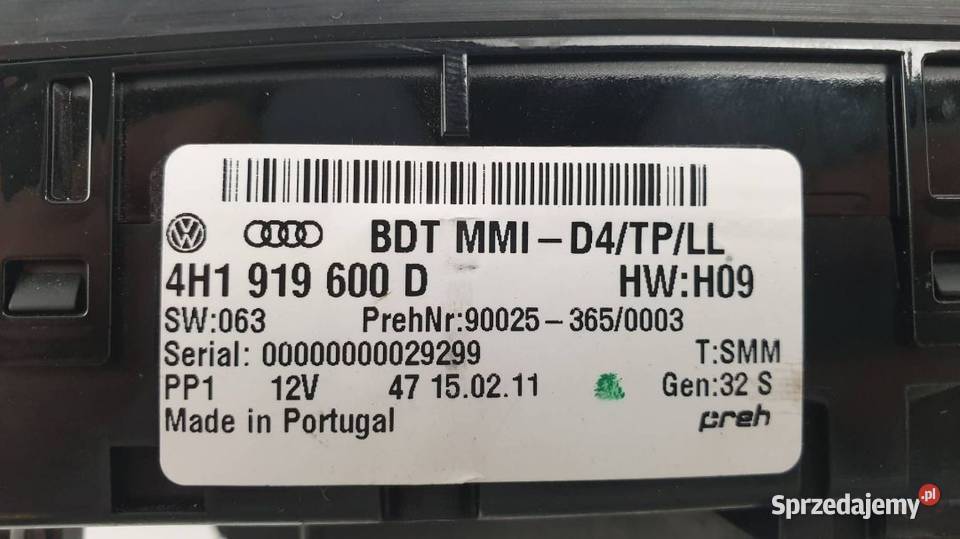 BDT MMI-D4/TP/LL
4H1 919 600 D HW:H09
SW:063 PrehNr:90025-365/0003
Serial: 00000000029299 T:SMM
PP1 12V 47 15.02.11 Gen:32 S
Made in Portugal preh
Sprzedajemy.pl